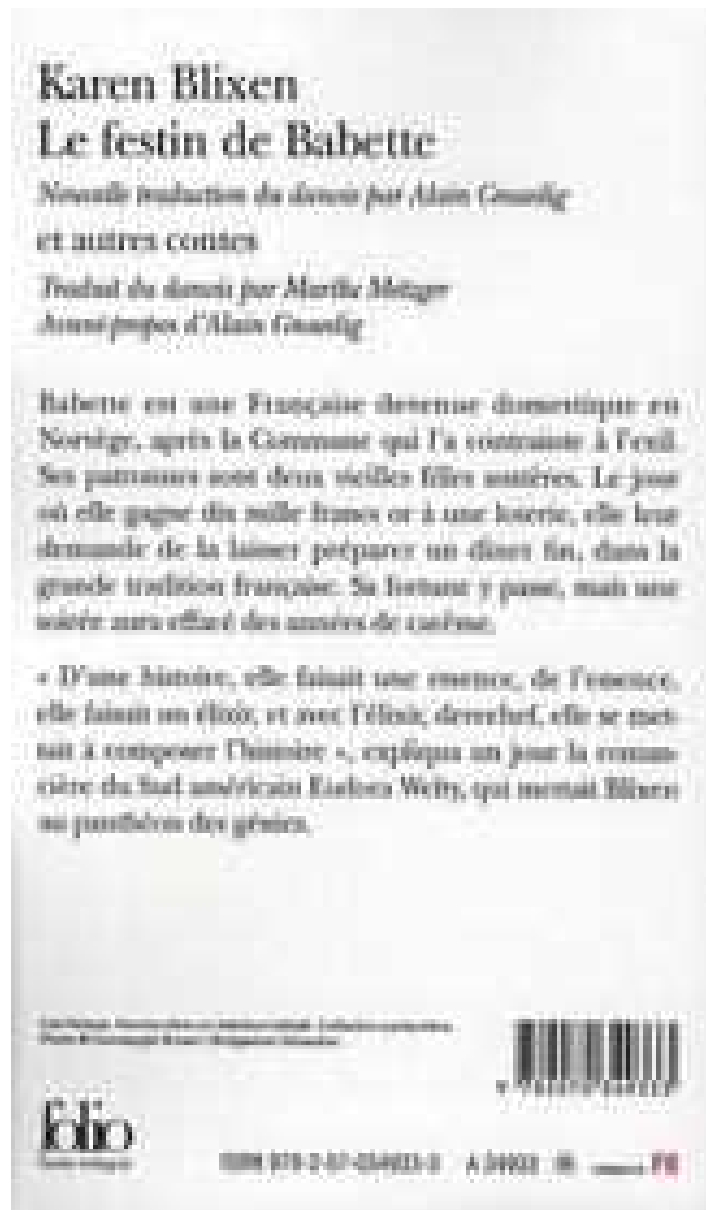 Karen Blixen
Le festin de Babette
Nouvelle traduction du danois par Alain Gnaedig
et autres contes
Traduit du danois par Marthe Metzger
Avant-propos d'Alain Gnaedig
Babette est une Française devenue domestique en
Norvège, après la Commune qui l'a contrainte à l'exil.
Ses patronnes sont deux vieilles filles austères. Le jour
où elle gagne dix mille francs or à une loterie, elle leur
demande de la laisser préparer un dîner fin, dans la
grande tradition française. Sa fortune y passe, mais une
soirée aura effacé des années de carême.
« D'une histoire, elle faisait une essence, de l'essence,
elle faisait un élixir, et avec l'élixir, derechef, elle se met-
tait à composer l'histoire », expliqua un jour la roman-
cière du Sud américain Eudora Welty, qui mettait Blixen
au panthéon des génies.
folio
Texte intégral
ISBN 978-2-07-